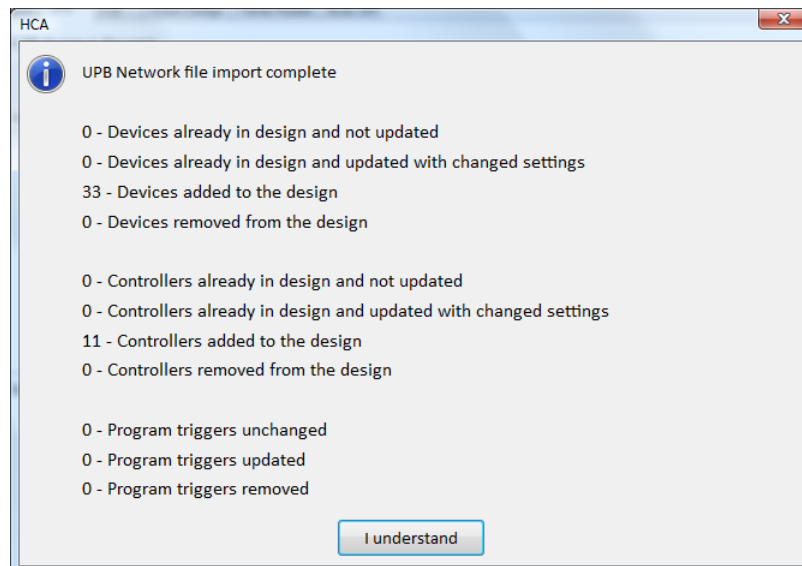 HCA
UPB Network file import complete
0 - Devices already in design and not updated
0 - Devices already in design and updated with changed settings
33 - Devices added to the design
0 - Devices removed from the design
0 - Controllers already in design and not updated
0 - Controllers already in design and updated with changed settings
11 - Controllers added to the design
0 - Controllers removed from the design
0 - Program triggers unchanged
0 - Program triggers updated
0 - Program triggers removed
I understand